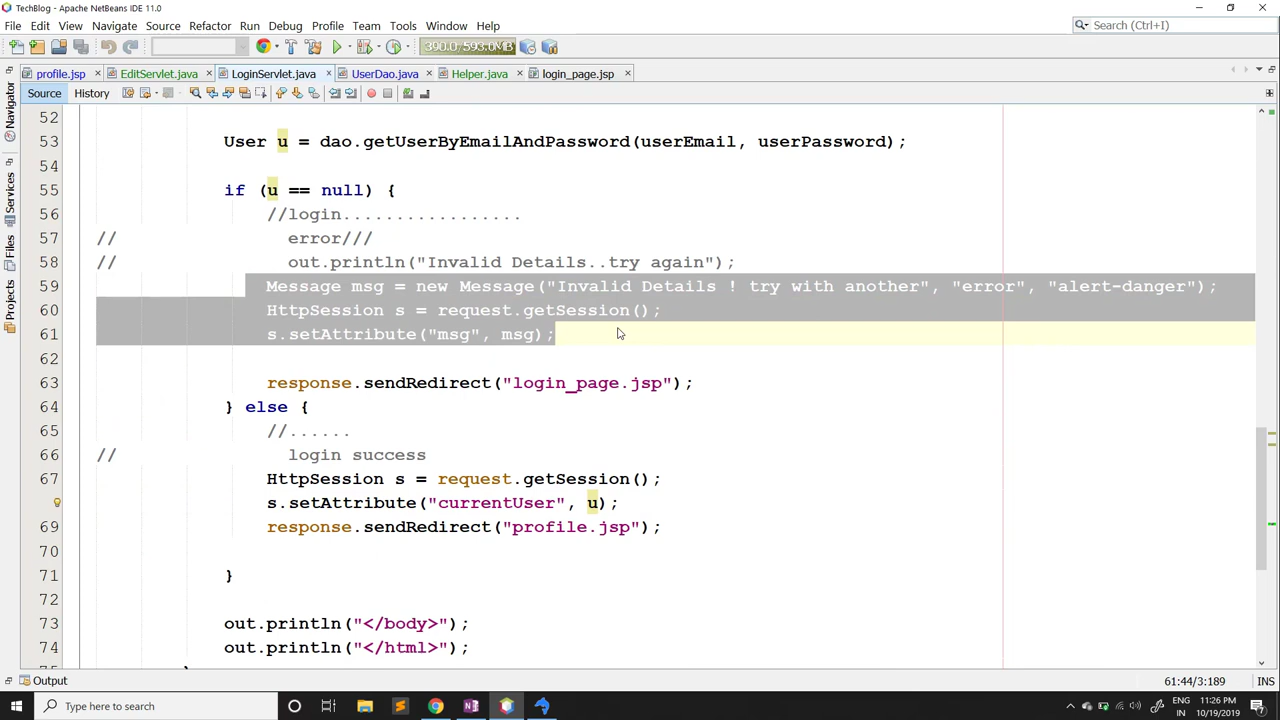 TechBlog - Apache NetBeans IDE 11.0
File Edit View Navigate Source Refactor Run Debug Profile Team Tools Window Help
Search (Ctrl+I)
390.0/593.0MB
profile.jsp EditServlet.java LoginServlet.java UserDao.java Helper.java login_page.jsp
Source History
Navigator
Services
Files
Projects
52
53 User u = dao.getUserByEmailAndPassword(userEmail, userPassword);
54
55 if (u == null) {
56 //login.................
57 // error///
58 // out.println("Invalid Details..try again");
59 Message msg = new Message("Invalid Details ! try with another", "error", "alert-danger");
60 HttpSession s = request.getSession();
61 s.setAttribute("msg", msg);
62
63 response.sendRedirect("login_page.jsp");
64 } else {
65 //......
66 // login success
67 HttpSession s = request.getSession();
s.setAttribute("currentUser", u);
69 response.sendRedirect("profile.jsp");
70
71 }
72
73 out.println("</body>");
74 out.println("</html>");
75 }
Output
61:44/3:189 INS
Type here to search
ENG 11:26 PM
IN 10/19/2019